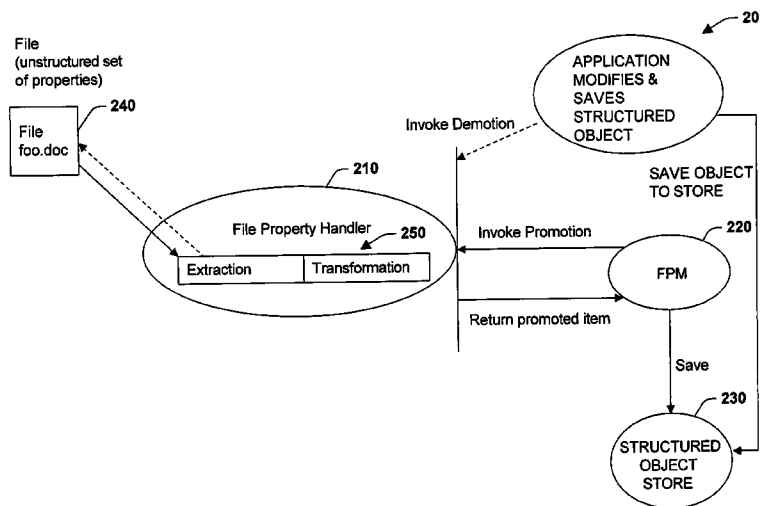 20
File
(unstructured set
of properties)
240
File
foo.doc
APPLICATION
MODIFIES &
SAVES
STRUCTURED
OBJECT
Invoke Demotion
SAVE OBJECT
TO STORE
210
File Property Handler
250
Extraction
Transformation
Invoke Promotion
220
FPM
Return promoted item
Save
230
STRUCTURED
OBJECT
STORE